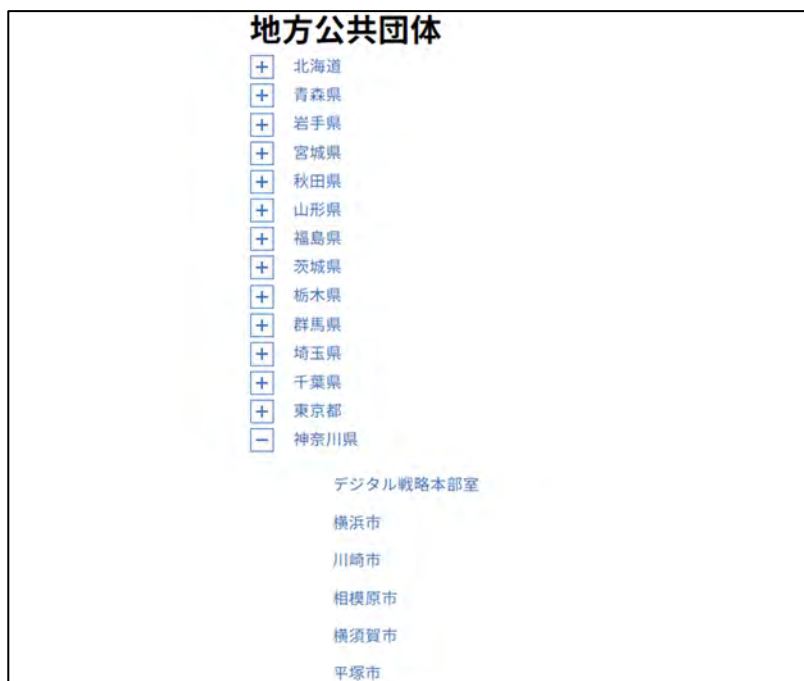 地方公共団体
北海道
青森県
岩手県
宮城県
秋田県
山形県
福島県
茨城県
栃木県
群馬県
埼玉県
千葉県
東京都
神奈川県
デジタル戦略本部室
横浜市
川崎市
相模原市
横須賀市
平塚市